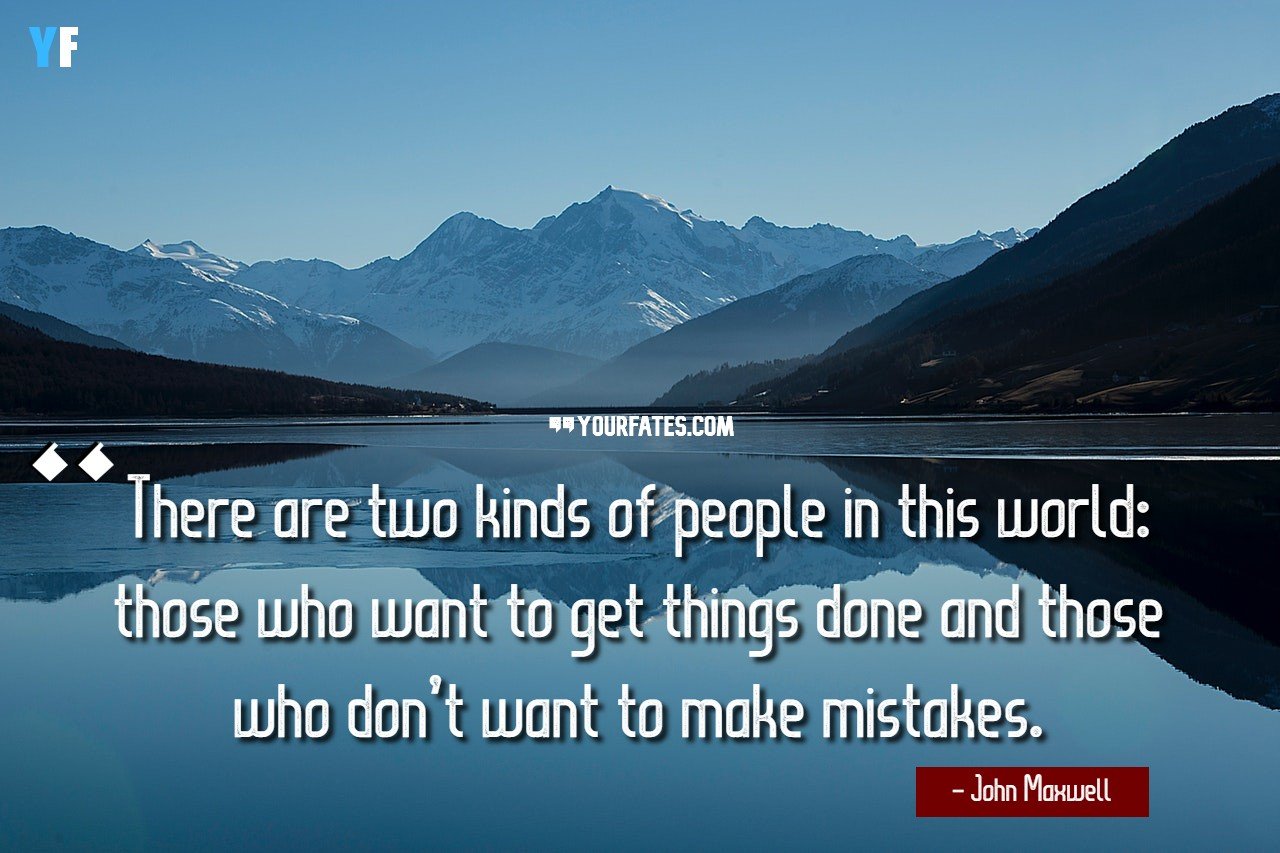 YF
❞YOURFATES.COM
“There are two kinds of people in this world:
those who want to get things done and those
who don’t want to make mistakes.
- John Maxwell